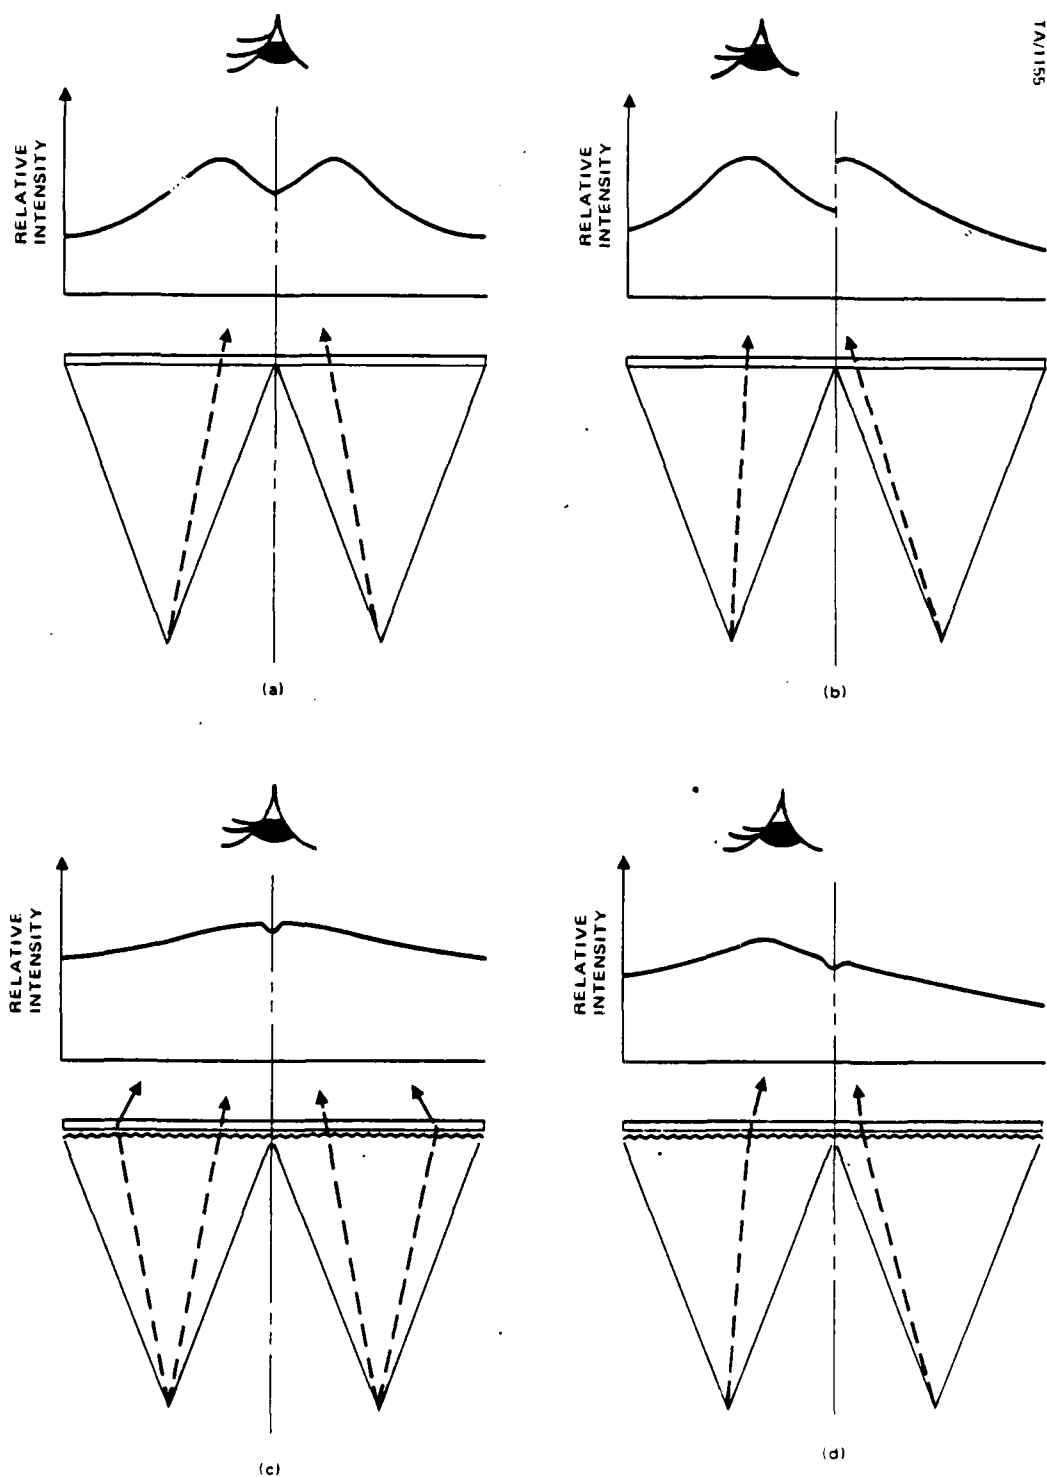 TA/1155
RELATIVE
INTENSITY
RELATIVE
INTENSITY
(a)
(b)
RELATIVE
INTENSITY
RELATIVE
INTENSITY
(c)
(d)